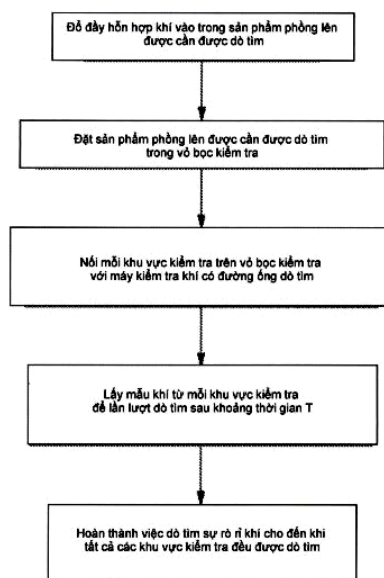 Đổ đầy hỗn hợp khí vào trong sản phẩm phồng lên
được cần được dò tìm
Đặt sản phẩm phồng lên được cần được dò tìm
trong vỏ bọc kiểm tra
Nối mỗi khu vực kiểm tra trên vỏ bọc kiểm tra
với máy kiểm tra khí có đường ống dò tìm
Lấy mẫu khí từ mỗi khu vực kiểm tra
để lần lượt dò tìm sau khoảng thời gian T
Hoàn thành việc dò tìm sự rò rỉ khí cho đến khi
tất cả các khu vực kiểm tra đều được dò tìm